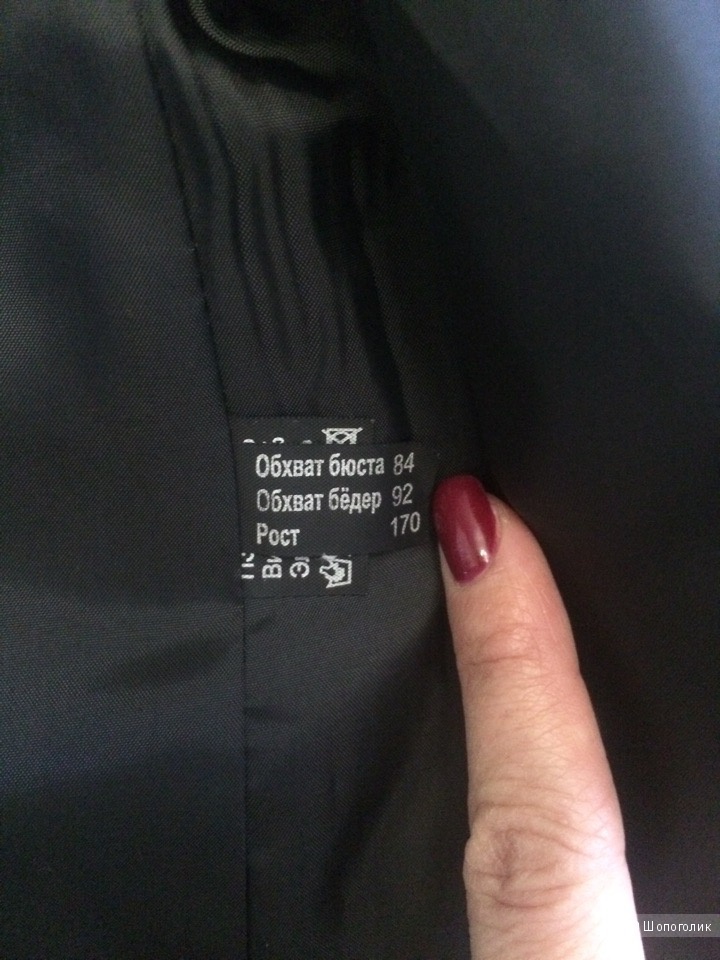 Обхват бюста 84
Обхват бёдер 92
Рост 170
Шопоголик